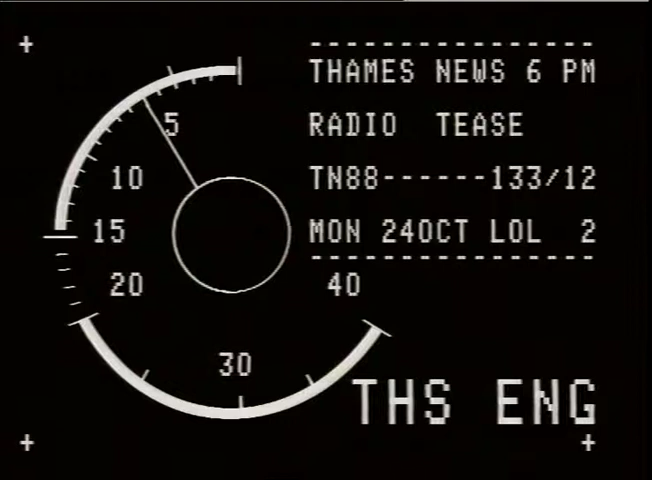 THAMES NEWS 6 PM
RADIO TEASE
TN88------133/12
MON 24OCT LOL 2
5
10
15
20
30
40
THS ENG